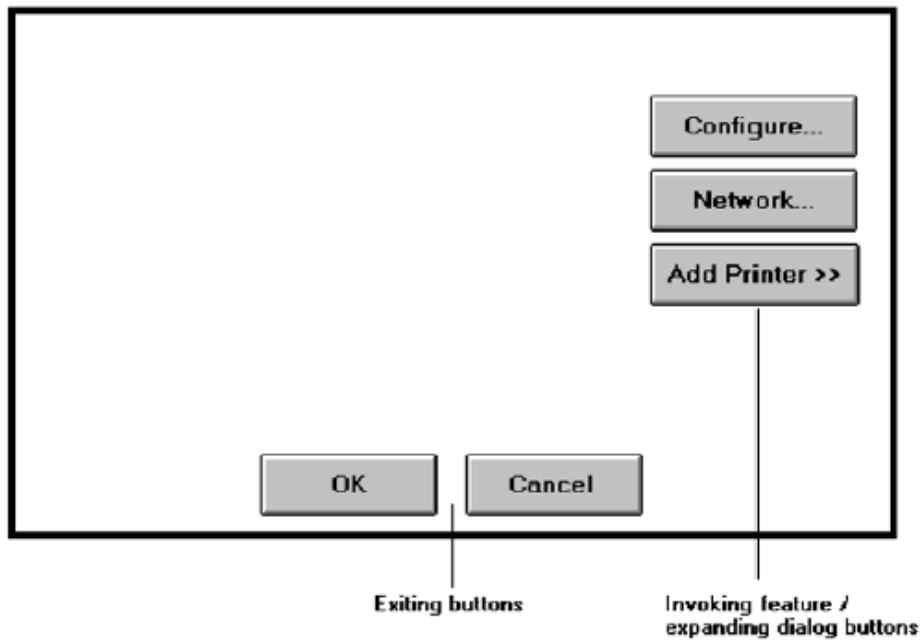 Configure...
Network...
Add Printer >>
OK Cancel
Exiting buttons
Invoking feature /
expanding dialog buttons